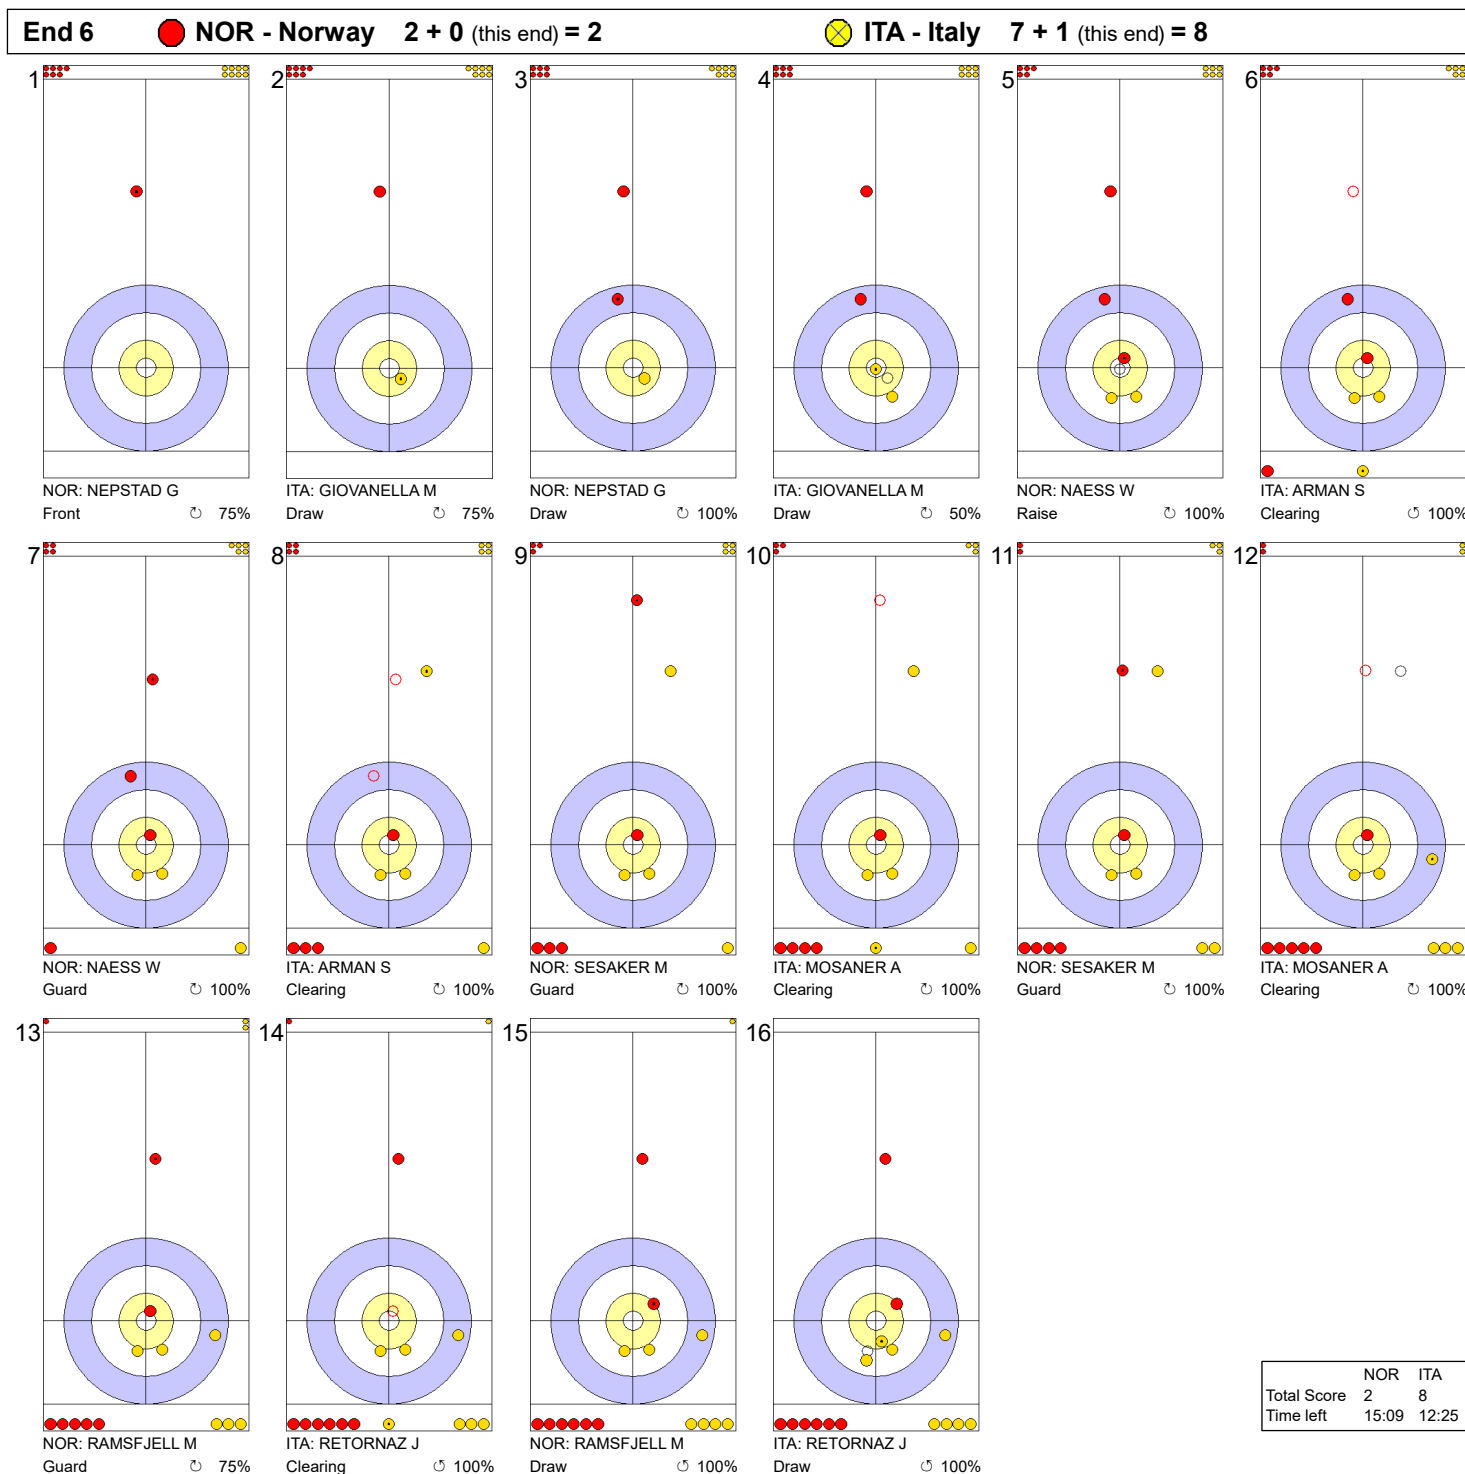 End 6 NOR - Norway 2 + 0 (this end) = 2 ITA - Italy 7 + 1 (this end) = 8
1 2 3 4 5 6
NOR: NEPSTAD G ITA: GIOVANELLA M NOR: NEPSTAD G ITA: GIOVANELLA M NOR: NAESS W ITA: ARMAN S
Front ↻ 75% Draw ↻ 75% Draw ↻ 100% Draw ↻ 50% Raise ↻ 100% Clearing ↺ 100%
7 8 9 10 11 12
NOR: NAESS W ITA: ARMAN S NOR: SESAKER M ITA: MOSANER A NOR: SESAKER M ITA: MOSANER A
Guard ↻ 100% Clearing ↻ 100% Guard ↻ 100% Clearing ↻ 100% Guard ↻ 100% Clearing ↻ 100%
13 14 15 16
NOR: RAMSFJELL M ITA: RETORNAZ J NOR: RAMSFJELL M ITA: RETORNAZ J
Guard ↻ 75% Clearing ↺ 100% Draw ↺ 100% Draw ↺ 100%
NOR ITA
Total Score 2 8
Time left 15:09 12:25